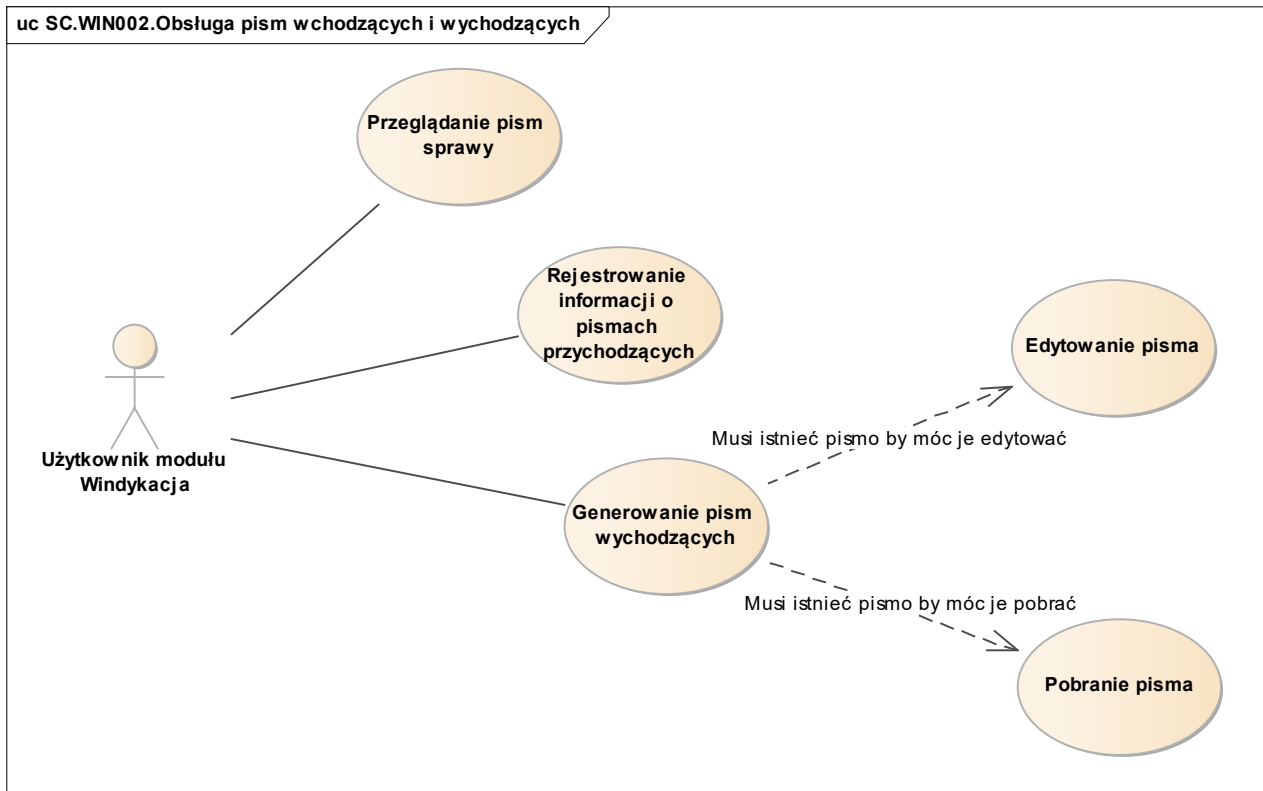 uc SC.WIN002.Obsługa pism wchodzących i wychodzących
Przeglądanie pism
sprawy
Rejestrowanie
informacji o
pismach
przychodzących
Edytowanie pisma
Musi istnieć pismo by móc je edytować
Użytkownik modułu
Windykacja
Generowanie pism
wychodzących
Musi istnieć pismo by móc je pobrać
Pobranie pisma